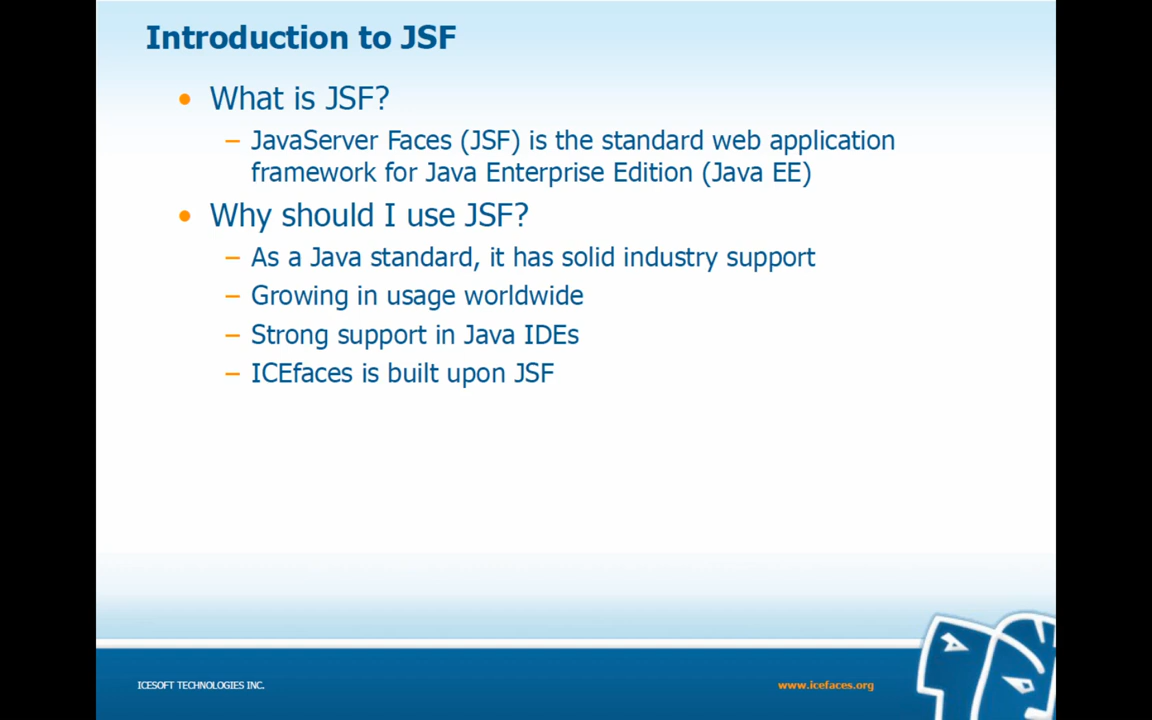 Introduction to JSF
• What is JSF?
– JavaServer Faces (JSF) is the standard web application
framework for Java Enterprise Edition (Java EE)
• Why should I use JSF?
– As a Java standard, it has solid industry support
– Growing in usage worldwide
– Strong support in Java IDEs
– ICEfaces is built upon JSF
ICESOFT TECHNOLOGIES INC.
www.icefaces.org